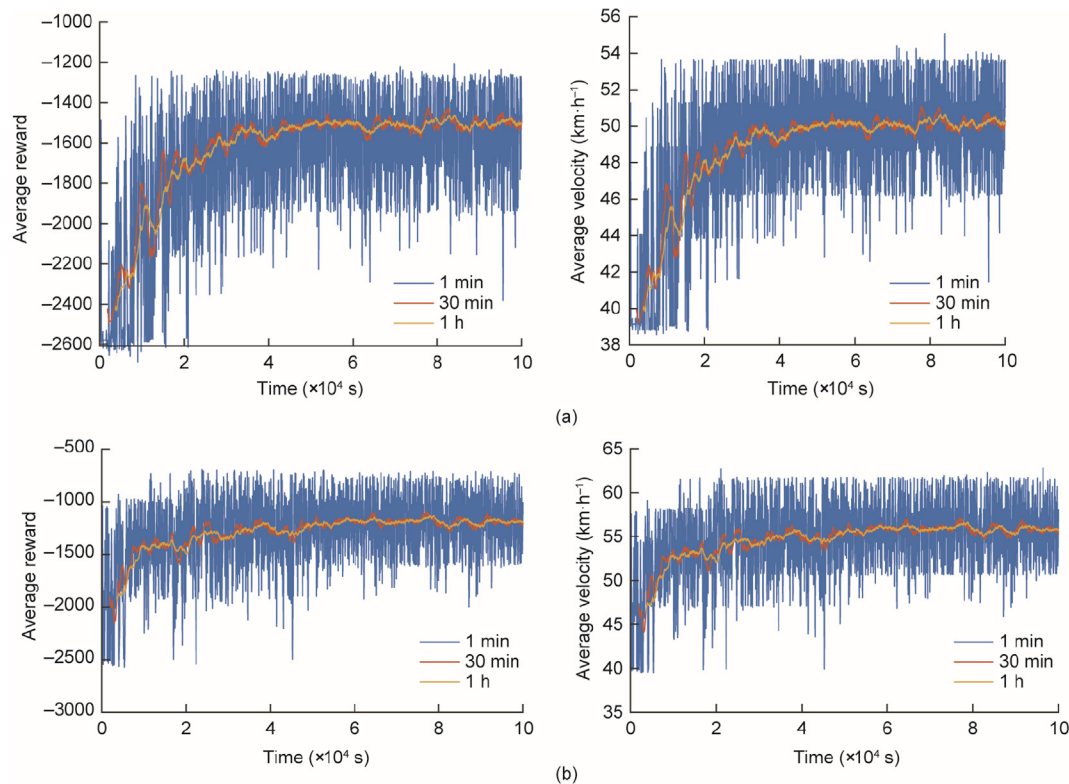 Average reward
−1000
−1200
−1400
−1600
−1800
−2000
−2200
−2400
−2600
0 2 4 6 8 10
Time (×10⁴ s)
1 min
30 min
1 h
Average velocity (km·h⁻¹)
56
54
52
50
48
46
44
42
40
38
0 2 4 6 8 10
Time (×10⁴ s)
1 min
30 min
1 h
(a)
Average reward
−500
−1000
−1500
−2000
−2500
−3000
0 2 4 6 8 10
Time (×10⁴ s)
1 min
30 min
1 h
Average velocity (km·h⁻¹)
65
60
55
50
45
40
35
0 2 4 6 8 10
Time (×10⁴ s)
1 min
30 min
1 h
(b)